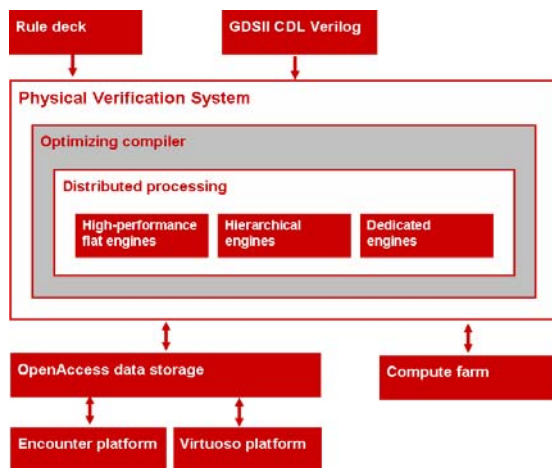 Rule deck
GDSII CDL Verilog
Physical Verification System
Optimizing compiler
Distributed processing
High-performance
flat engines
Hierarchical
engines
Dedicated
engines
OpenAccess data storage
Compute farm
Encounter platform
Virtuoso platform